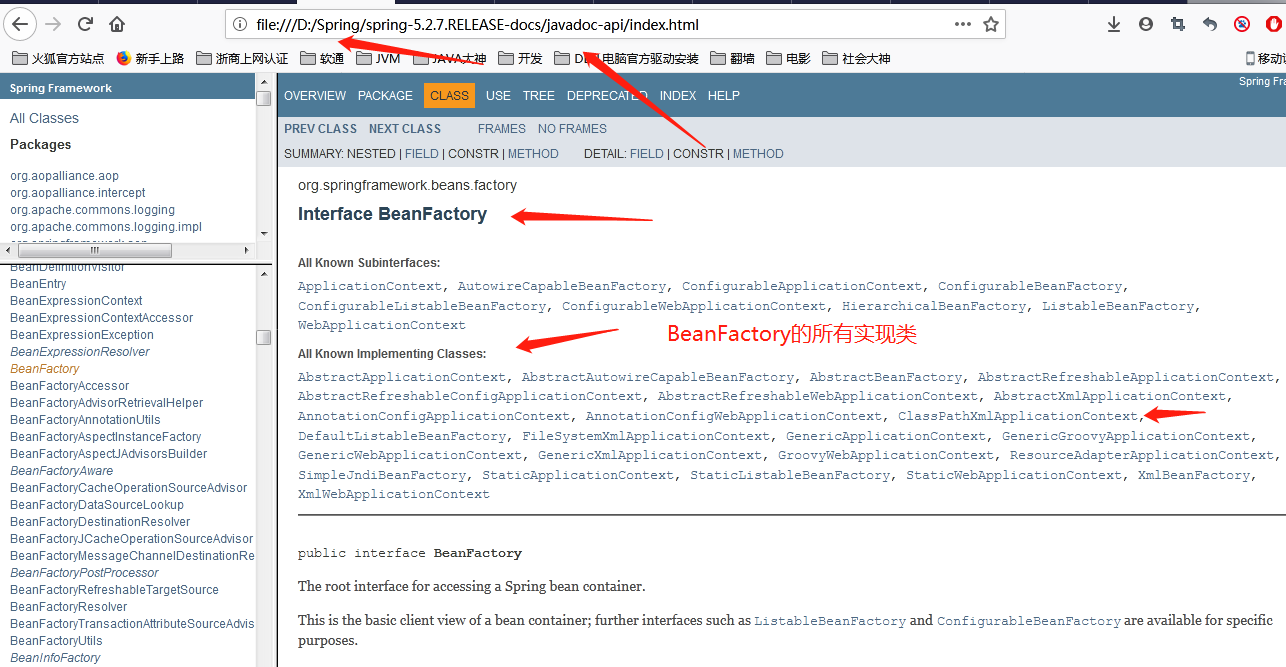 file:///D:/Spring/spring-5.2.7.RELEASE-docs/javadoc-api/index.html
火狐官方站点 新手上路 浙商上网认证 软通 JVM JAVA大神 开发 电脑官方驱动安装 翻墙 电影 社会大神 移动
Spring Framework
All Classes
Packages
org.aopalliance.aop
org.aopalliance.intercept
org.apache.commons.logging
org.apache.commons.logging.impl
BeanDefinitionVisitor
BeanEntry
BeanExpressionContext
BeanExpressionContextAccessor
BeanExpressionException
BeanExpressionResolver
BeanFactory
BeanFactoryAccessor
BeanFactoryAdvisorRetrievalHelper
BeanFactoryAnnotationUtils
BeanFactoryAspectInstanceFactory
BeanFactoryAspectJAdvisorsBuilder
BeanFactoryAware
BeanFactoryCacheOperationSourceAdvisor
BeanFactoryDataSourceLookup
BeanFactoryDestinationResolver
BeanFactoryJCacheOperationSourceAdvisor
BeanFactoryMessageChannelDestinationRe
BeanFactoryPostProcessor
BeanFactoryRefreshableTargetSource
BeanFactoryResolver
BeanFactoryTransactionAttributeSourceAdvis
BeanFactoryUtils
BeanInfoFactory
OVERVIEW PACKAGE CLASS USE TREE DEPRECATED INDEX HELP
Spring Fra
PREV CLASS NEXT CLASS FRAMES NO FRAMES
SUMMARY: NESTED | FIELD | CONSTR | METHOD DETAIL: FIELD | CONSTR | METHOD
org.springframework.beans.factory
Interface BeanFactory
All Known Subinterfaces:
ApplicationContext, AutowireCapableBeanFactory, ConfigurableApplicationContext, ConfigurableBeanFactory,
ConfigurableListableBeanFactory, ConfigurableWebApplicationContext, HierarchicalBeanFactory, ListableBeanFactory,
WebApplicationContext
BeanFactory的所有实现类
All Known Implementing Classes:
AbstractApplicationContext, AbstractAutowireCapableBeanFactory, AbstractBeanFactory, AbstractRefreshableApplicationContext,
AbstractRefreshableConfigApplicationContext, AbstractRefreshableWebApplicationContext, AbstractXmlApplicationContext,
AnnotationConfigApplicationContext, AnnotationConfigWebApplicationContext, ClassPathXmlApplicationContext,
DefaultListableBeanFactory, FileSystemXmlApplicationContext, GenericApplicationContext, GenericGroovyApplicationContext,
GenericWebApplicationContext, GenericXmlApplicationContext, GroovyWebApplicationContext, ResourceAdapterApplicationContext,
SimpleJndiBeanFactory, StaticApplicationContext, StaticListableBeanFactory, StaticWebApplicationContext, XmlBeanFactory,
XmlWebApplicationContext
public interface BeanFactory
The root interface for accessing a Spring bean container.
This is the basic client view of a bean container; further interfaces such as ListableBeanFactory and ConfigurableBeanFactory are available for specific
purposes.